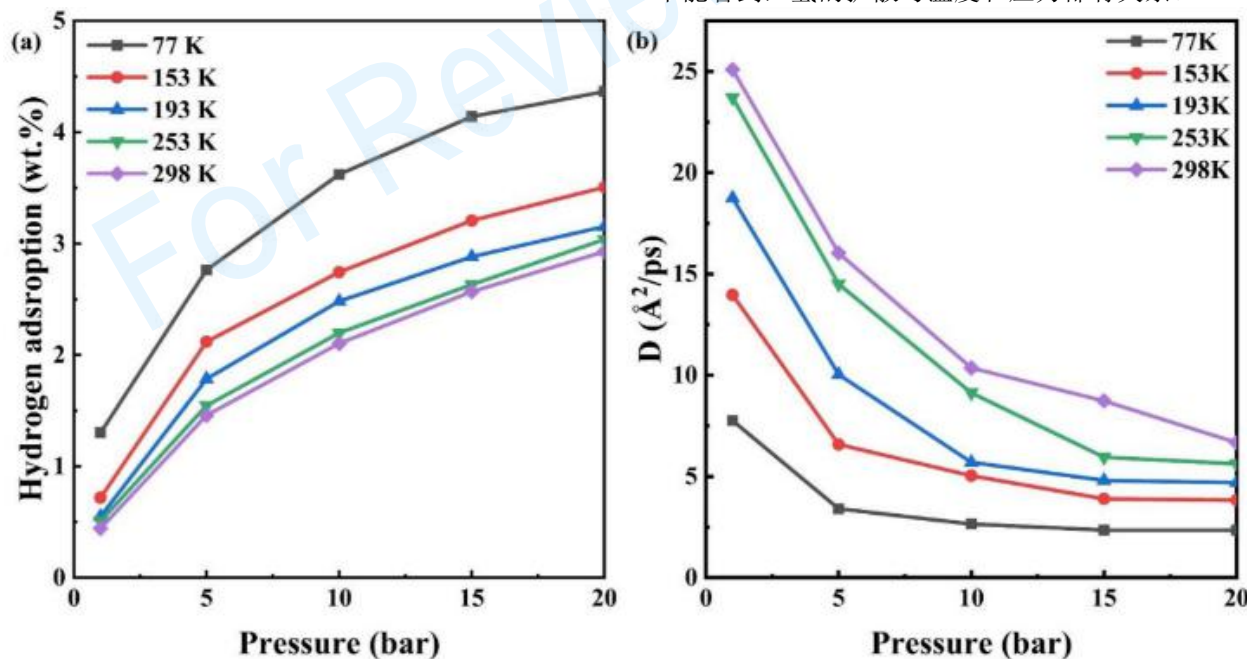 (a)
77 K
153 K
193 K
253 K
298 K
Hydrogen adsroption (wt.%)
5
4
3
2
1
0
0 5 10 15 20
Pressure (bar)
(b)
77K
153K
193K
253K
298K
D (Å²/ps)
25
20
15
10
5
0
0 5 10 15 20
Pressure (bar)
For Revie